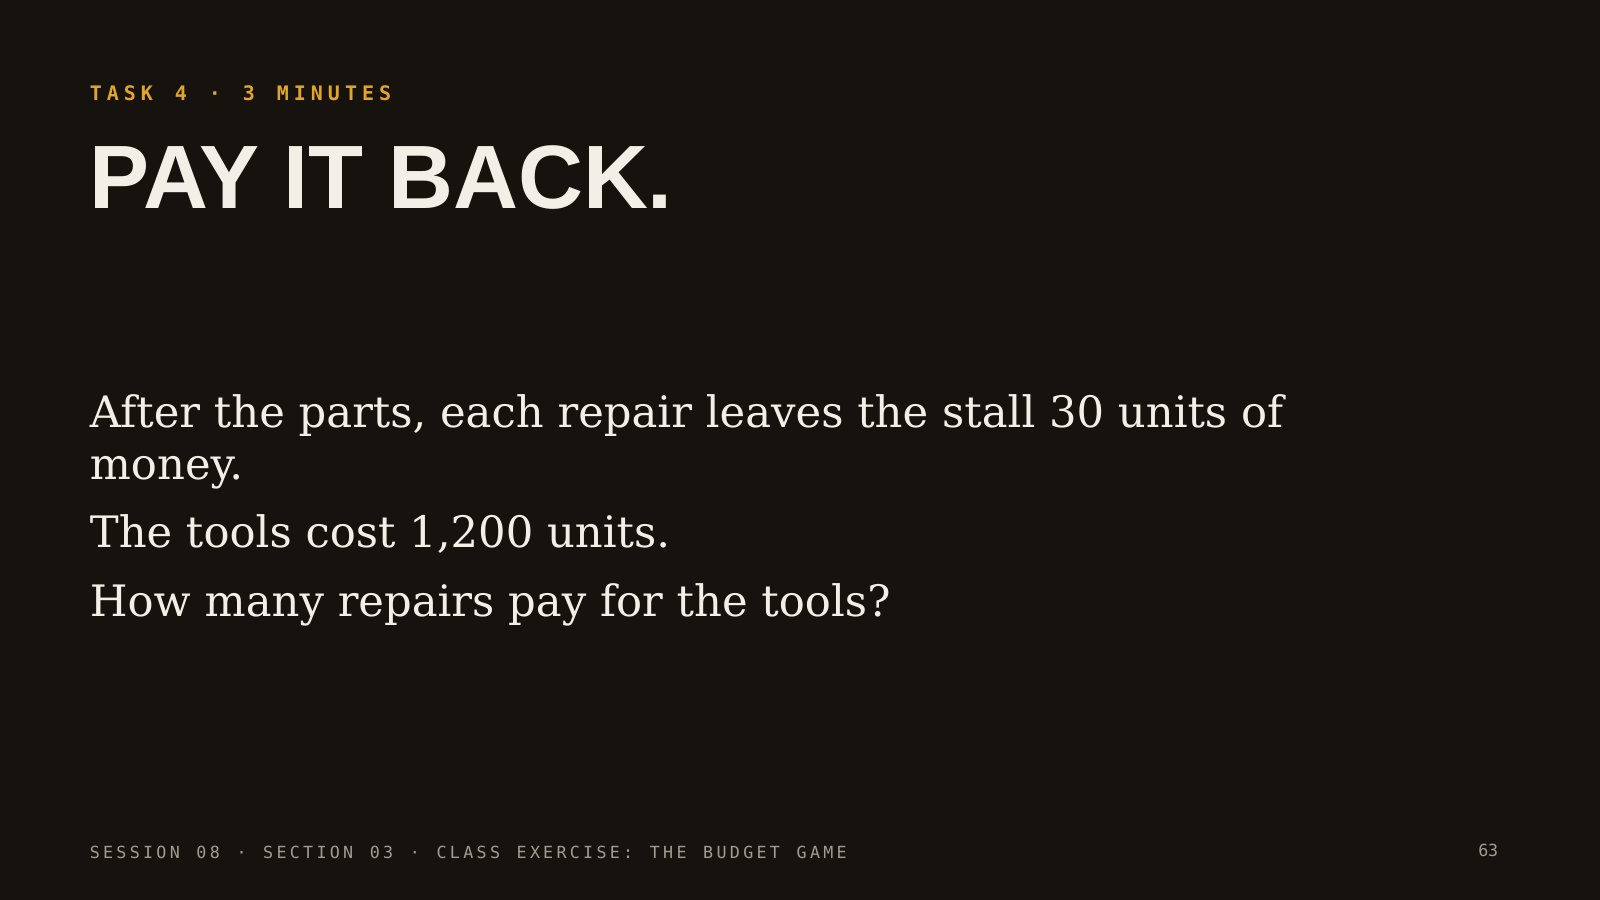 TASK 4 · 3 MINUTES
PAY IT BACK.
After the parts, each repair leaves the stall 30 units of
money.
The tools cost 1,200 units.
How many repairs pay for the tools?
SESSION 08 · SECTION 03 · CLASS EXERCISE: THE BUDGET GAME
63